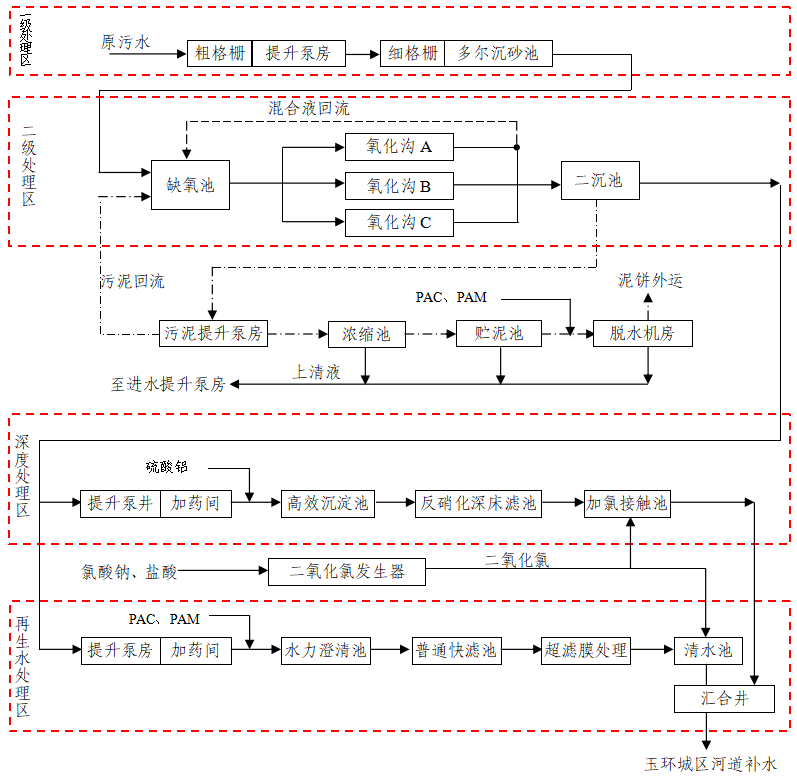 一级处理区
原污水
粗格栅 提升泵房 细格栅 多尔沉砂池
二级处理区
混合液回流
缺氧池
氧化沟 A
氧化沟 B
氧化沟 C
二沉池
污泥回流
PAC、PAM
泥饼外运
污泥提升泵房 浓缩池 贮泥池 脱水机房
至进水提升泵房
上清液
深度处理区
硫酸铝
提升泵井 加药间 高效沉淀池 反硝化深床滤池 加氯接触池
氯酸钠、盐酸 二氧化氯发生器 二氧化氯
再生水处理区
PAC、PAM
提升泵房 加药间 水力澄清池 普通快滤池 超滤膜处理 清水池
汇合井
玉环城区河道补水